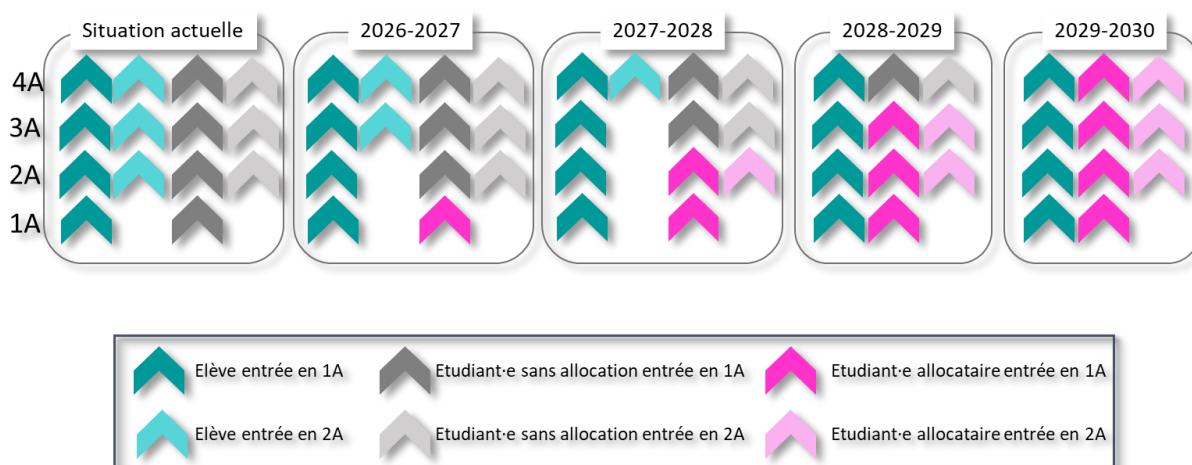 Situation actuelle
2026-2027
2027-2028
2028-2029
2029-2030
4A
3A
2A
1A
Elève entrée en 1A
Etudiant·e sans allocation entrée en 1A
Etudiant·e allocataire entrée en 1A
Elève entrée en 2A
Etudiant·e sans allocation entrée en 2A
Etudiant·e allocataire entrée en 2A